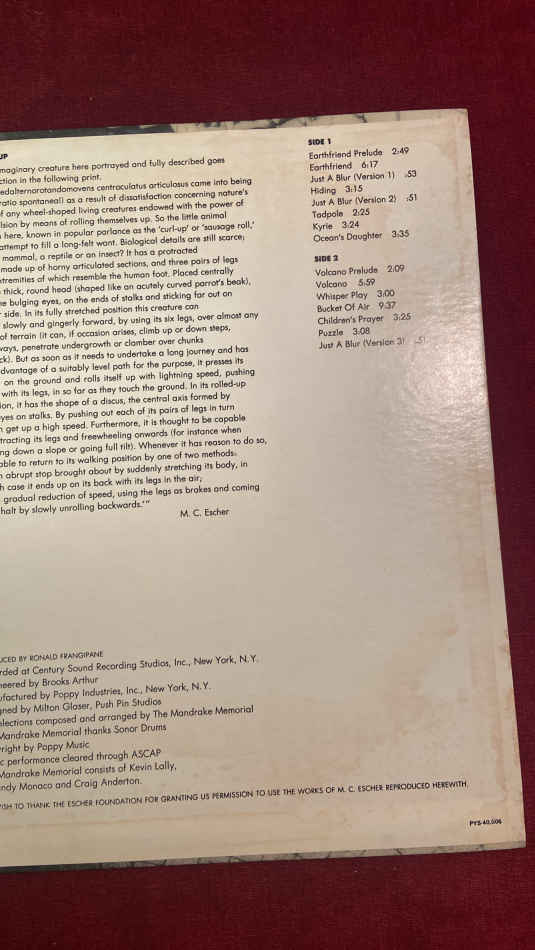 UP
imaginary creature here portrayed and fully described goes
ction in the following print.
edalternorotandomovens centroculatus articulosus came into being
ratio spontanea!) as a result of dissatisfaction concerning nature's
f any wheel-shaped living creatures endowed with the power of
lsion by means of rolling themselves up. So the little animal
here, known in popular parlance as the 'curl-up' or 'sausage roll,'
attempt to fill a long-felt want. Biological details are still scarce;
mammal, a reptile or an insect? It has a protracted
made up of horny articulated sections, and three pairs of legs
xtremities of which resemble the human foot. Placed centrally
thick, round head (shaped like an acutely curved parrot's beak),
he bulging eyes, on the ends of stalks and sticking far out on
side. In its fully stretched position this creature can
slowly and gingerly forward, by using its six legs, over almost any
of terrain (it can, if occasion arises, climb up or down steps,
ways, penetrate undergrowth or clamber over chunks
ck). But as soon as it needs to undertake a long journey and has
dvantage of a suitably level path for the purpose, it presses its
on the ground and rolls itself up with lightning speed, pushing
with its legs, in so far as they touch the ground. In its rolled-up
ion, it has the shape of a discus, the central axis formed by
yes on stalks. By pushing out each of its pairs of legs in turn
n get up a high speed. Furthermore, it is thought to be capable
tracting its legs and freewheeling onwards (for instance when
ng down a slope or going full tilt). Whenever it has reason to do so,
able to return to its walking position by one of two methods:
n abrupt stop brought about by suddenly stretching its body, in
h case it ends up on its back with its legs in the air;
gradual reduction of speed, using the legs as brakes and coming
halt by slowly unrolling backwards.'"
M. C. Escher
SIDE 1
Earthfriend Prelude 2:49
Earthfriend 6:17
Just A Blur (Version 1) :53
Hiding 3:15
Just A Blur (Version 2) :51
Tadpole 2:25
Kyrie 3:24
Ocean's Daughter 3:35
SIDE 2
Volcano Prelude 2:09
Volcano 5:59
Whisper Play 3:00
Bucket Of Air 9:37
Children's Prayer 3:25
Puzzle 3:08
Just A Blur (Version 3) :51
UCED BY RONALD FRANGIPANE
rded at Century Sound Recording Studios, Inc., New York, N.Y.
neered by Brooks Arthur
ufactured by Poppy Industries, Inc., New York, N.Y.
gned by Milton Glaser, Push Pin Studios
elections composed and arranged by The Mandrake Memorial
Mandrake Memorial thanks Sonor Drums
right by Poppy Music
c performance cleared through ASCAP
Mandrake Memorial consists of Kevin Lally,
ndy Monaco and Craig Anderton.
ISH TO THANK THE ESCHER FOUNDATION FOR GRANTING US PERMISSION TO USE THE WORKS OF M. C. ESCHER REPRODUCED HEREWITH.
PYS-40,006